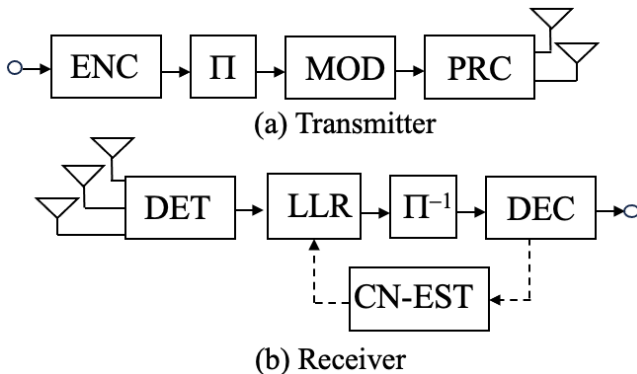 ENC Π MOD PRC
(a) Transmitter
DET LLR Π⁻¹ DEC
CN-EST
(b) Receiver